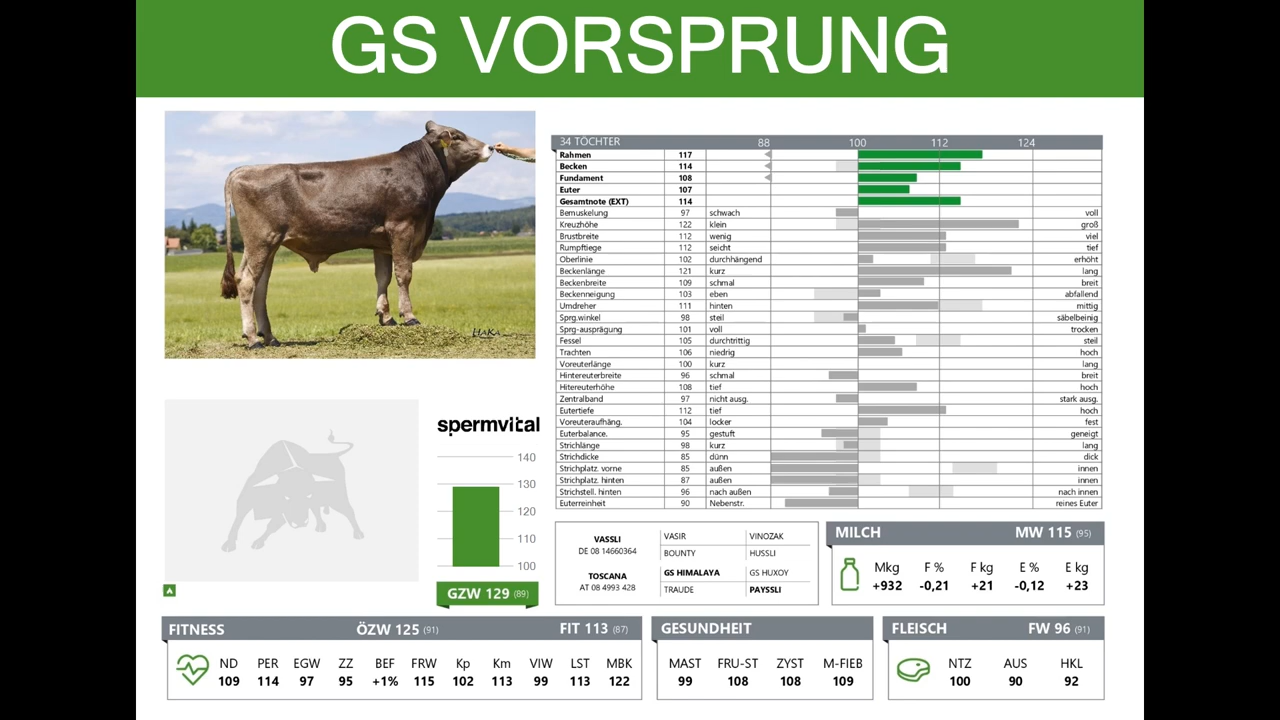 GS VORSPRUNG
HaKa
34 TÖCHTER 88 100 112 124
Rahmen 117
Becken 114
Fundament 108
Euter 107
Gesamtnote (EXT) 114
Bemuskelung 97 schwach voll
Kreuzhöhe 122 klein groß
Brustbreite 112 wenig viel
Rumpftiege 112 seicht tief
Oberlinie 102 durchhängend erhöht
Beckenlänge 121 kurz lang
Beckenbreite 109 schmal breit
Beckenneigung 103 eben abfallend
Umdreher 111 hinten mittig
Sprg.winkel 98 steil säbelbeinig
Sprg-ausprägung 101 voll trocken
Fessel 105 durchtrittig steil
Trachten 106 niedrig hoch
Voreuterlänge 100 kurz lang
Hintereuterbreite 96 schmal breit
Hitereuterhöhe 108 tief hoch
Zentralband 97 nicht ausg. stark ausg.
Eutertiefe 112 tief hoch
Voreuteraufhäng. 104 locker fest
Euterbalance. 95 gestuft geneigt
Strichlänge 98 kurz lang
Strichdicke 85 dünn dick
Strichplatz. vorne 85 außen innen
Strichplatz. hinten 87 außen innen
Strichstell. hinten 96 nach außen nach innen
Euterreinheit 90 Nebenstr. reines Euter
spermvital
140
130
120
110
100
GZW 129 (89)
VASSLI
DE 08 14660364
VASIR VINOZAK
BOUNTY HUSSLI
TOSCANA
AT 08 4993 428
GS HIMALAYA GS HUXOY
TRAUDE PAYSSLI
MILCH MW 115 (95)
Mkg F % F kg E % E kg
+932 -0,21 +21 -0,12 +23
FITNESS ÖZW 125 (91) FIT 113 (87)
ND PER EGW ZZ BEF FRW Kp Km VIW LST MBK
109 114 97 95 +1% 115 102 113 99 113 122
GESUNDHEIT
MAST FRU-ST ZYST M-FIEB
99 108 108 109
FLEISCH FW 96 (91)
NTZ AUS HKL
100 90 92